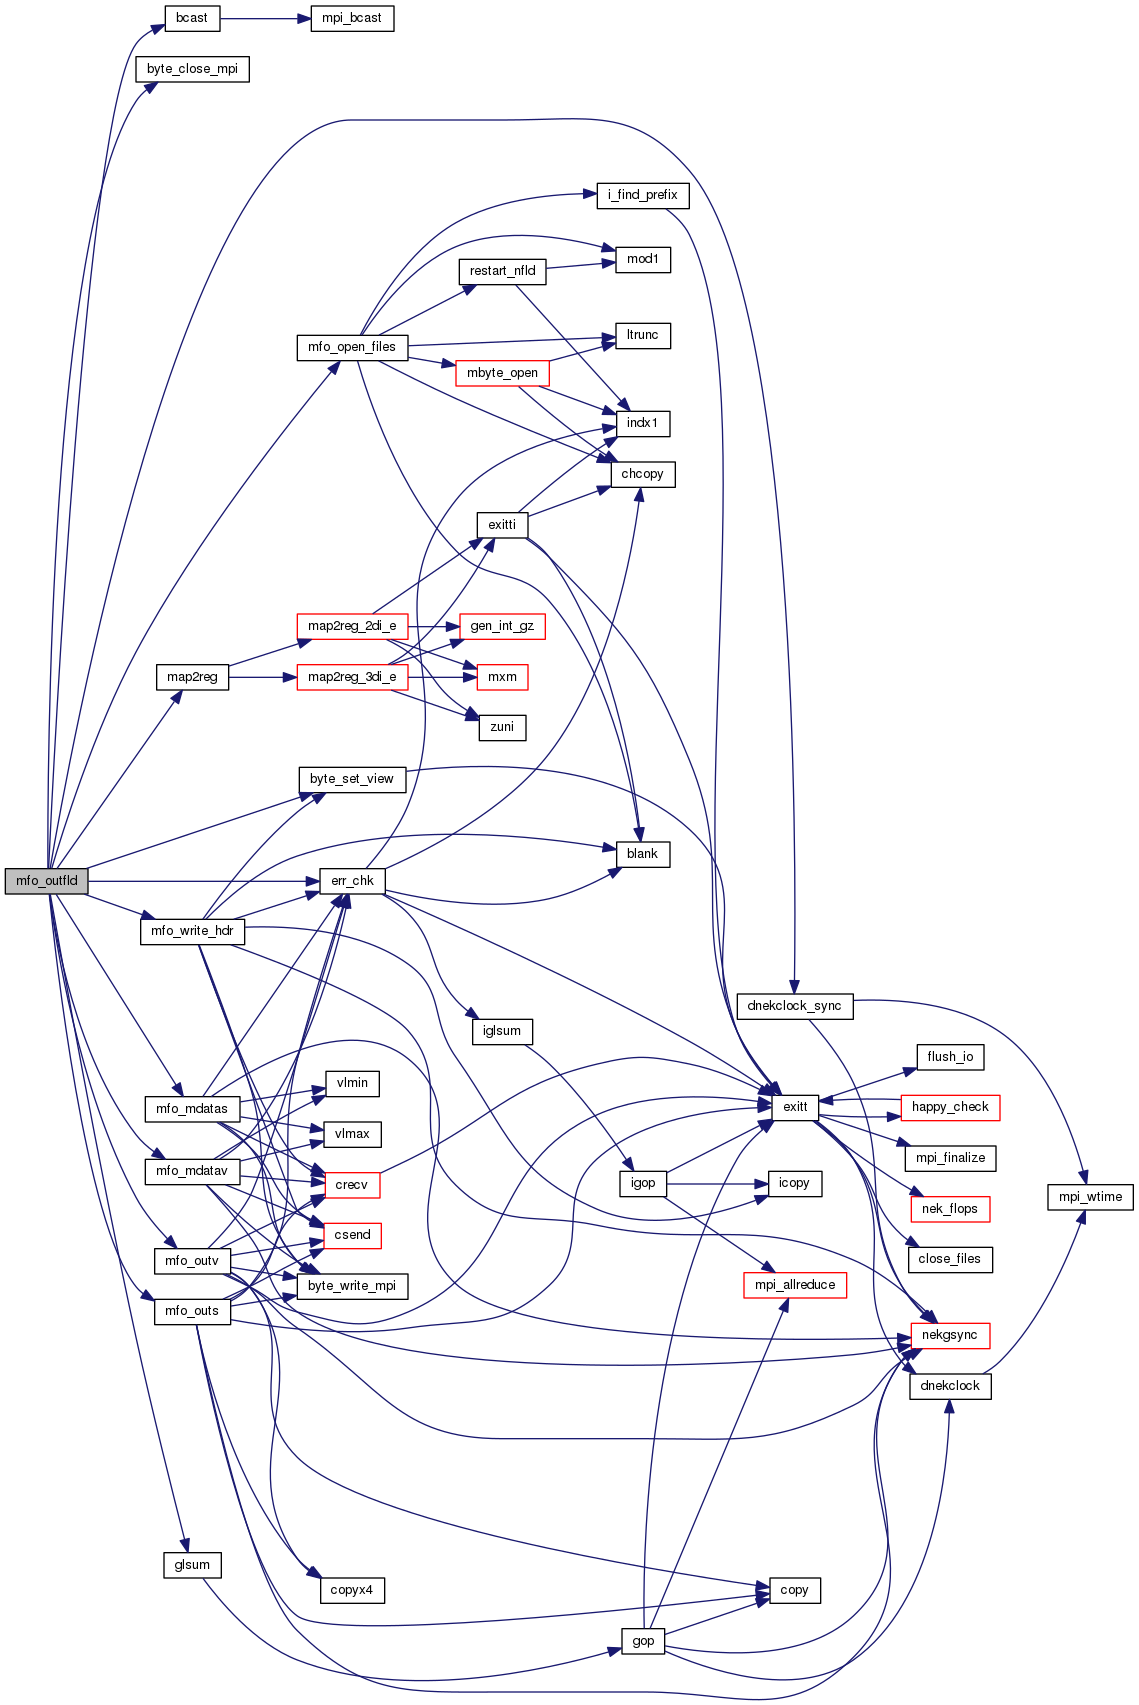 bcast
mpi_bcast
byte_close_mpi
i_find_prefix
mod1
restart_nfld
ltrunc
mfo_open_files
mbyte_open
indx1
chcopy
exitti
map2reg_2di_e
gen_int_gz
map2reg
map2reg_3di_e
mxm
zuni
byte_set_view
blank
mfo_outfld
err_chk
mfo_write_hdr
dnekclock_sync
iglsum
flush_io
vlmin
mfo_mdatas
exitt
happy_check
vlmax
mpi_finalize
mfo_mdatav
crecv
igop
icopy
mpi_wtime
nek_flops
csend
mfo_outv
close_files
byte_write_mpi
mpi_allreduce
mfo_outs
nekgsync
dnekclock
glsum
copyx4
copy
gop